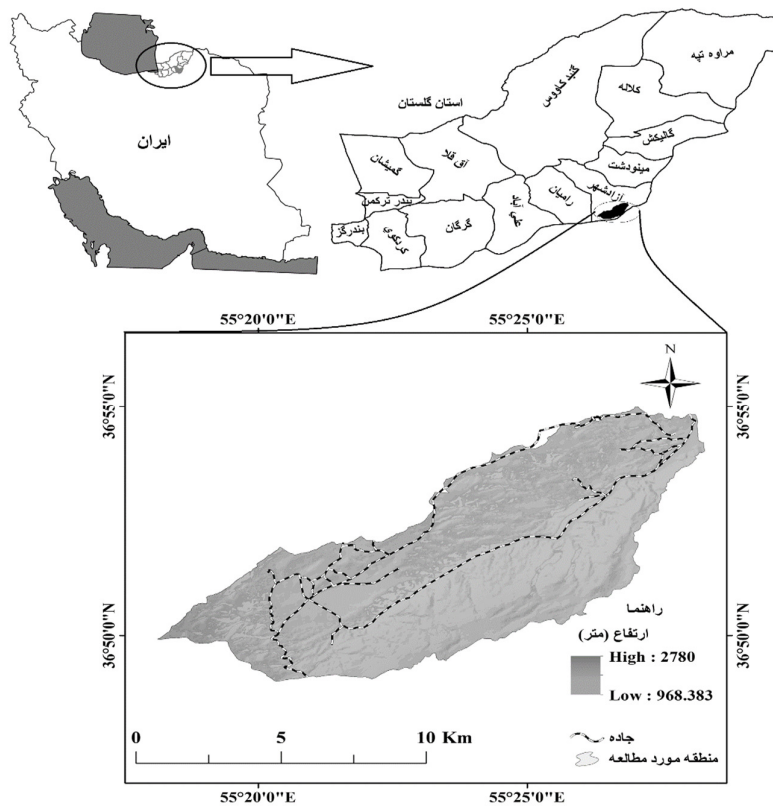 ایران
استان گلستان
مراوه تپه
گنبد کاووس
کلاله
گالیکش
مینودشت
آزادشهر
رامیان
علی آباد
آق قلا
گمیشان
بندر ترکمن
گرگان
کردکوی
بندرگز
55°20'0"E 55°25'0"E
N
36°55'0"N 36°55'0"N
36°50'0"N 36°50'0"N
راهنما
ارتفاع (متر)
High : 2780
Low : 968.383
جاده
منطقه مورد مطالعه
0 5 10 Km
55°20'0"E 55°25'0"E